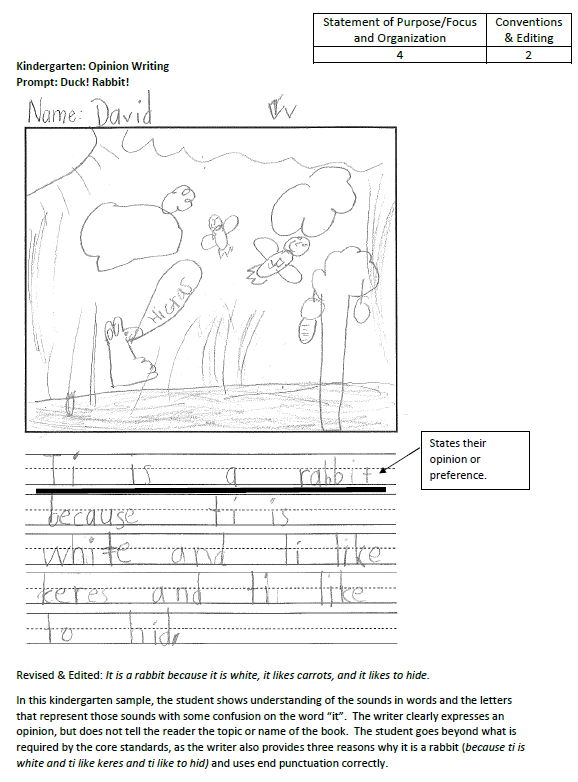 Statement of Purpose/Focus and Organization
Conventions & Editing
4
2
Kindergarten: Opinion Writing
Prompt: Duck! Rabbit!
Name: David
States their opinion or preference.
Ti is a rabbit
because ti is
white and ti like
keres and ti like
to hid.
Revised & Edited: It is a rabbit because it is white, it likes carrots, and it likes to hide.
In this kindergarten sample, the student shows understanding of the sounds in words and the letters
that represent those sounds with some confusion on the word “it”. The writer clearly expresses an
opinion, but does not tell the reader the topic or name of the book. The student goes beyond what is
required by the core standards, as the writer also provides three reasons why it is a rabbit (because ti is
white and ti like keres and ti like to hid) and uses end punctuation correctly.